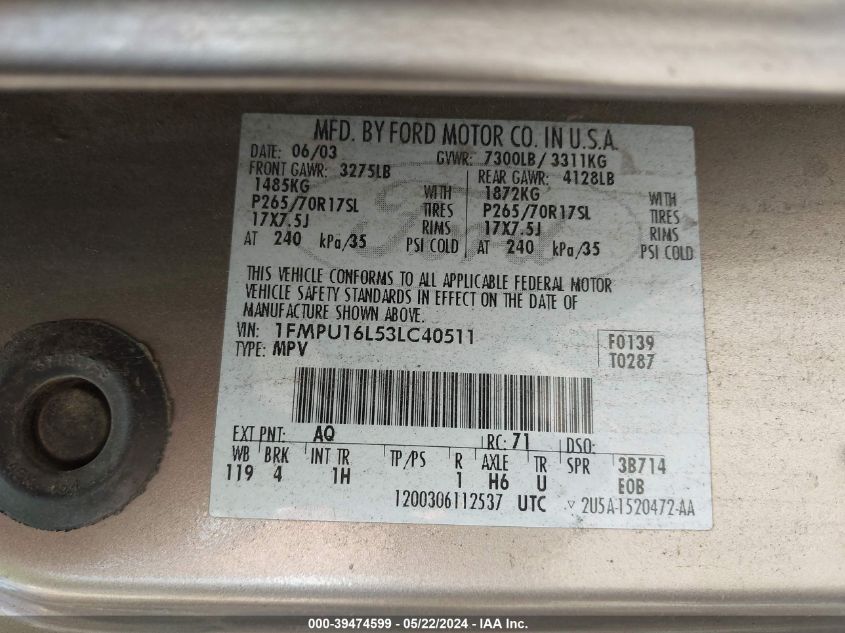 MFD. BY FORD MOTOR CO. IN U.S.A.
DATE: 06/03 GVWR: 7300LB/ 3311KG
FRONT GAWR: 3275LB REAR GAWR: 4128LB
1485KG WITH 1872KG WITH
P265/70R17SL TIRES P265/70R17SL TIRES
17X7.5J RIMS 17X7.5J RIMS
AT 240 kPa/35 PSI COLD AT 240 kPa/35 PSI COLD
THIS VEHICLE CONFORMS TO ALL APPLICABLE FEDERAL MOTOR
VEHICLE SAFETY STANDARDS IN EFFECT ON THE DATE OF
MANUFACTURE SHOWN ABOVE.
VIN: 1FMPU16L53LC40511 F0139
TYPE: MPV T0287
EXT PNT: AQ RC: 71 DSO:
WB BRK INT TR TP/PS R AXLE TR SPR 3B714
119 4 1H 1 H6 U EOB
1200306112537 UTC ▽ 2U5A-1520472-AA
000-39474599 - 05/22/2024 - IAA Inc.